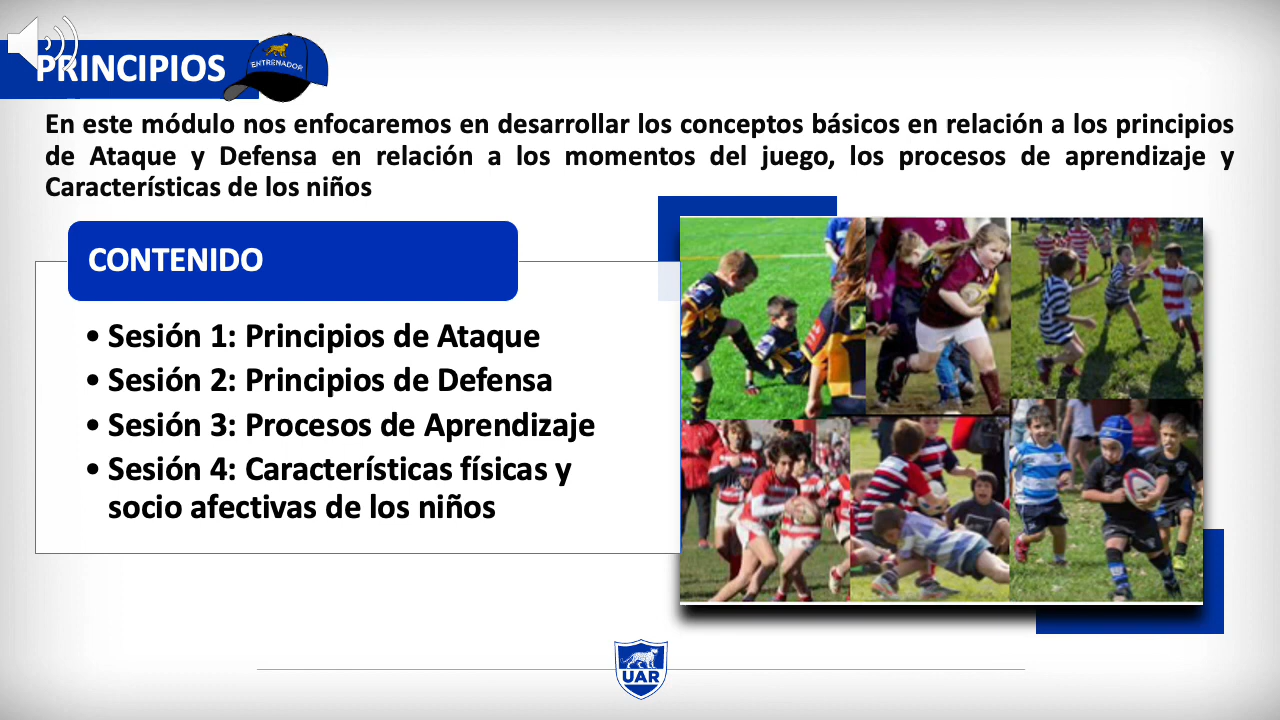 PRINCIPIOS
ENTRENADOR
En este módulo nos enfocaremos en desarrollar los conceptos básicos en relación a los principios
de Ataque y Defensa en relación a los momentos del juego, los procesos de aprendizaje y
Características de los niños
CONTENIDO
• Sesión 1: Principios de Ataque
• Sesión 2: Principios de Defensa
• Sesión 3: Procesos de Aprendizaje
• Sesión 4: Características físicas y
socio afectivas de los niños
UAR